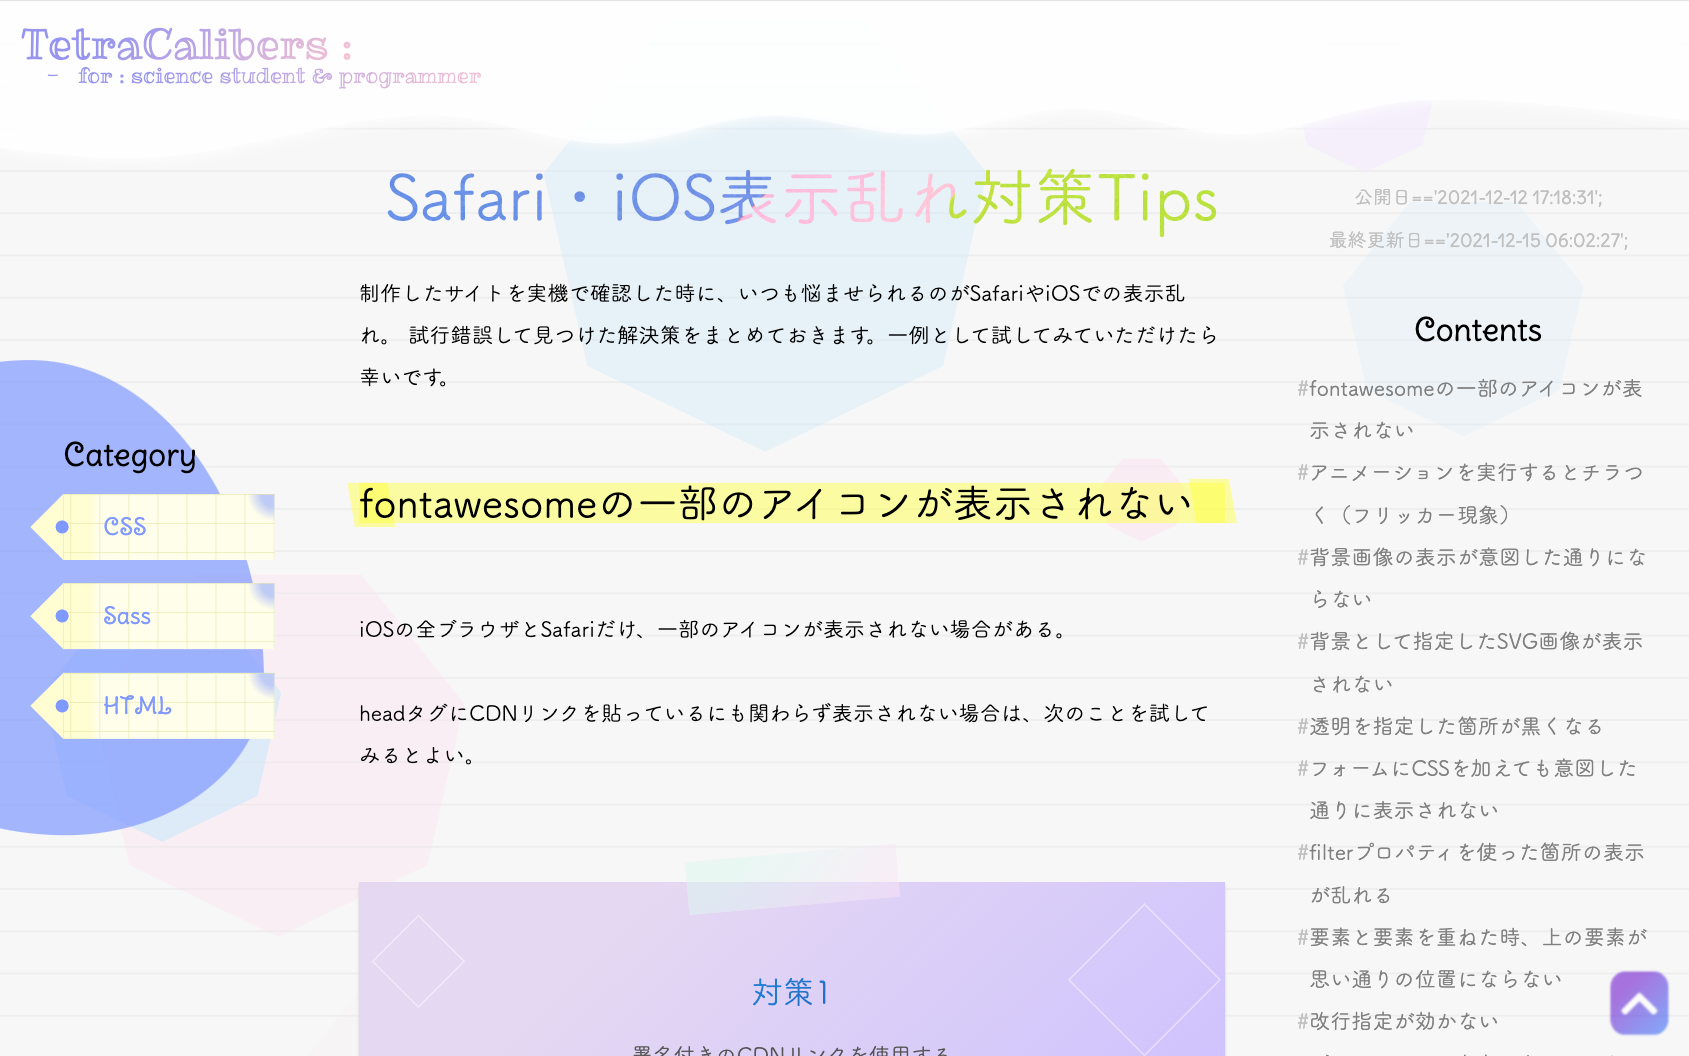 TetraCalibers :
- for : science student & programmer
Safari・iOS表示乱れ対策Tips
制作したサイトを実機で確認した時に、いつも悩ませられるのがSafariやiOSでの表示乱
れ。 試行錯誤して見つけた解決策をまとめておきます。一例として試してみていただけたら
幸いです。
fontawesomeの一部のアイコンが表示されない
iOSの全ブラウザとSafariだけ、一部のアイコンが表示されない場合がある。
headタグにCDNリンクを貼っているにも関わらず表示されない場合は、次のことを試して
みるとよい。
対策1
署名付きのCDNリンクを使用する
Category
CSS
Sass
HTML
公開日=='2021-12-12 17:18:31';
最終更新日=='2021-12-15 06:02:27';
Contents
#fontawesomeの一部のアイコンが表
示されない
#アニメーションを実行するとチラつ
く（フリッカー現象）
#背景画像の表示が意図した通りにな
らない
#背景として指定したSVG画像が表示
されない
#透明を指定した箇所が黒くなる
#フォームにCSSを加えても意図した
通りに表示されない
#filterプロパティを使った箇所の表示
が乱れる
#要素と要素を重ねた時、上の要素が
思い通りの位置にならない
#改行指定が効かない